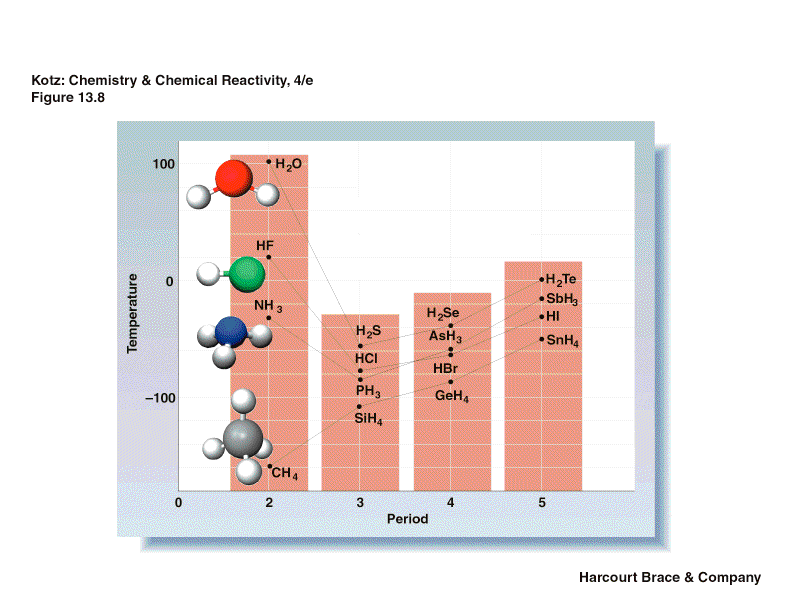 Kotz: Chemistry & Chemical Reactivity, 4/e
Figure 13.8
100
H2O
HF
0
H2Te
NH3
SbH3
H2Se
HI
H2S
AsH3
SnH4
HCl
HBr
PH3
GeH4
–100
SiH4
CH4
Temperature
0 2 3 4 5
Period
Harcourt Brace & Company